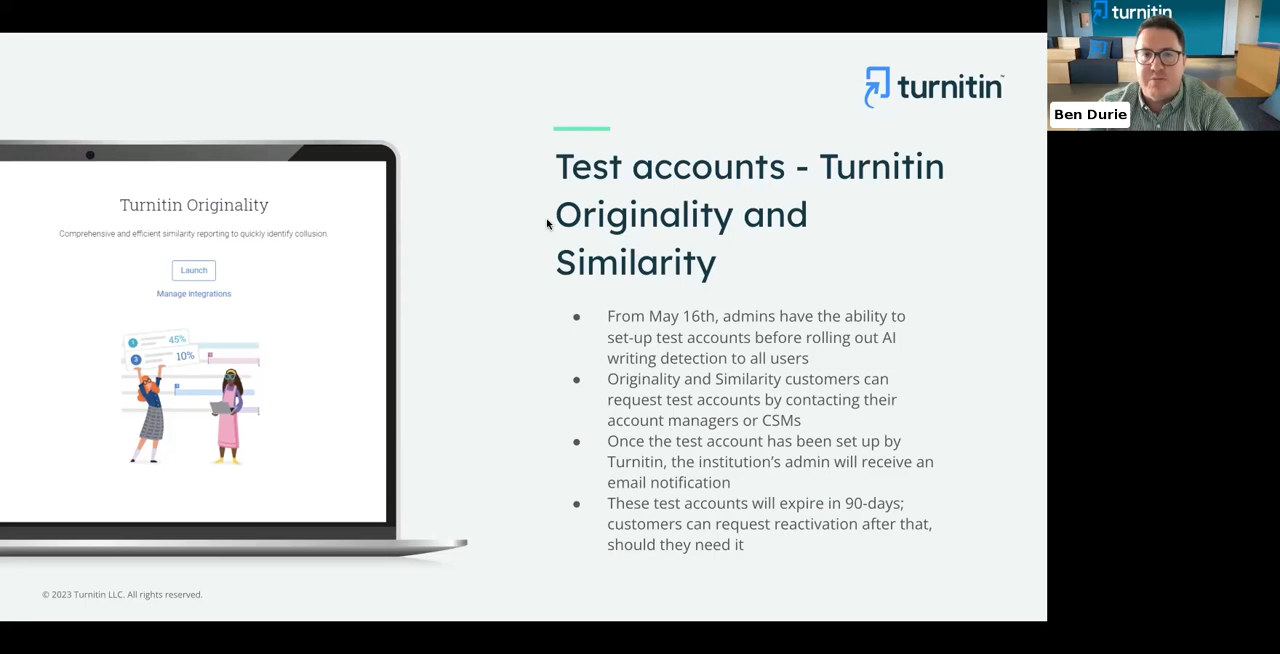 turnitin
Ben Durie
turnitin™
Test accounts - Turnitin
Originality and
Similarity
● From May 16th, admins have the ability to
set-up test accounts before rolling out AI
writing detection to all users
● Originality and Similarity customers can
request test accounts by contacting their
account managers or CSMs
● Once the test account has been set up by
Turnitin, the institution’s admin will receive an
email notification
● These test accounts will expire in 90-days;
customers can request reactivation after that,
should they need it
Turnitin Originality
Comprehensive and efficient similarity reporting to quickly identify collusion.
Launch
Manage integrations
1 45%
3 10%
© 2023 Turnitin LLC. All rights reserved.